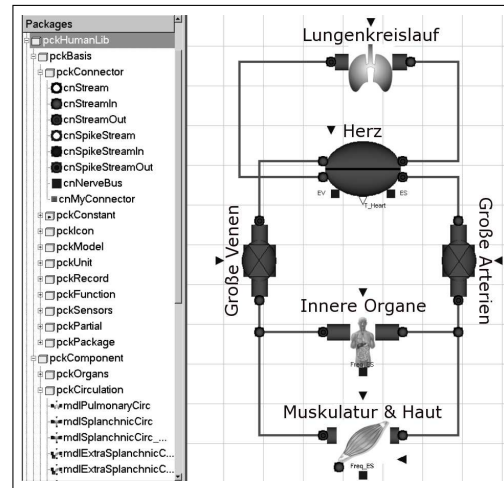 Packages
pckHumanLib
pckBasis
pckConnector
cnStream
cnStreamIn
cnStreamOut
cnSpikeStream
cnSpikeStreamIn
cnSpikeStreamOut
cnNerveBus
cnMyConnector
pckConstant
pckIcon
pckModel
pckUnit
pckRecord
pckFunction
pckSensors
pckPartial
pckPackage
pckComponent
pckOrgans
pckCirculation
mdlPulmonaryCirc
mdlSplanchnicCirc
mdlSplanchnicCirc_...
mdlExtraSplanchnicC...
mdlExtraSplanchnicC...
Lungenkreislauf
Herz
EV
ES
T_Heart
Große Venen
Große Arterien
Innere Organe
Freq_ES
Muskulatur & Haut
Freq_ES